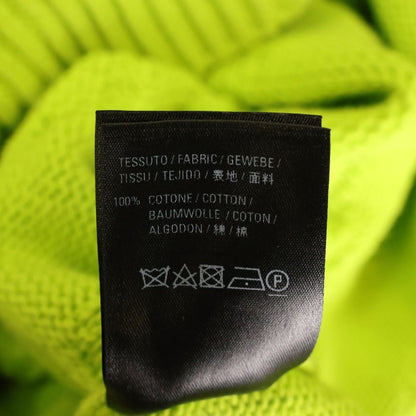 TESSUTO / FABRIC / GEWEBE /
TISSU / TEJIDO / 表地 / 面料
100% COTONE / COTTON /
BAUMWOLLE / COTON /
ALGODON / 綿 / 棉
P